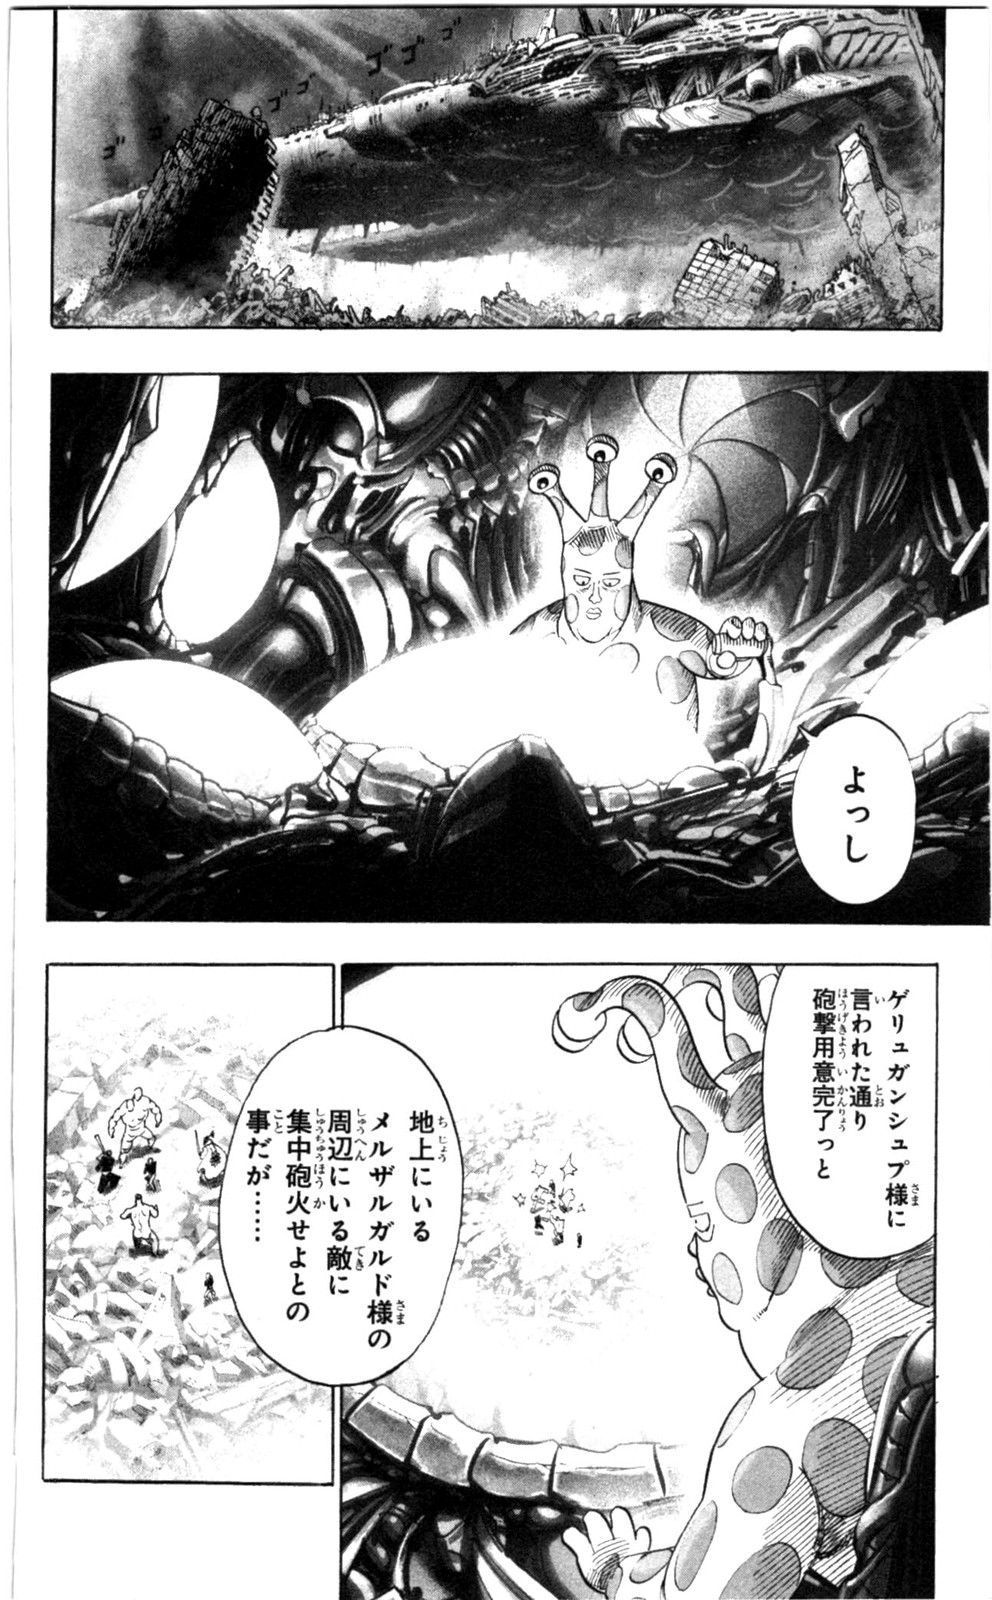 ゴゴゴ
ゴゴ
ゴゴ
よっし
ゲリュガンシュプ様に
言われた通り
砲撃用意完了っと
地上にいる
メルザルガルド様の
周辺にいる敵に
集中砲火せよとの
事だが……